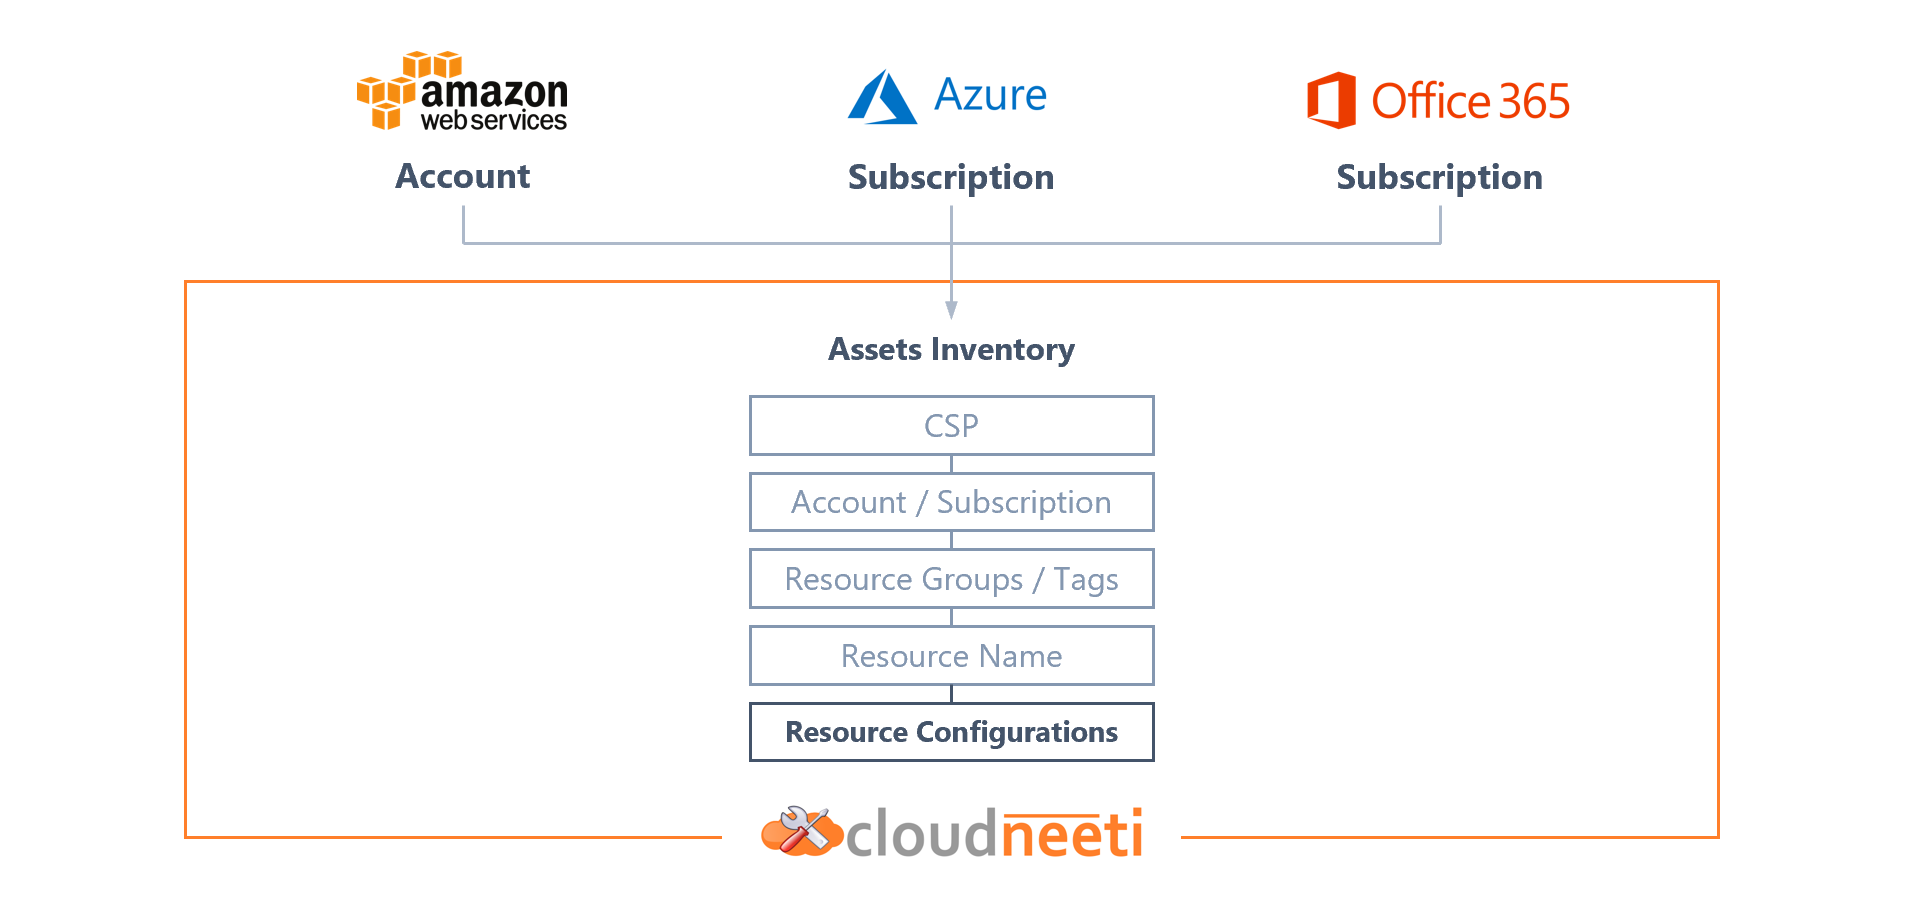 amazon
web services
Azure
Office 365
Account
Subscription
Subscription
Assets Inventory
CSP
Account / Subscription
Resource Groups / Tags
Resource Name
Resource Configurations
cloudneeti